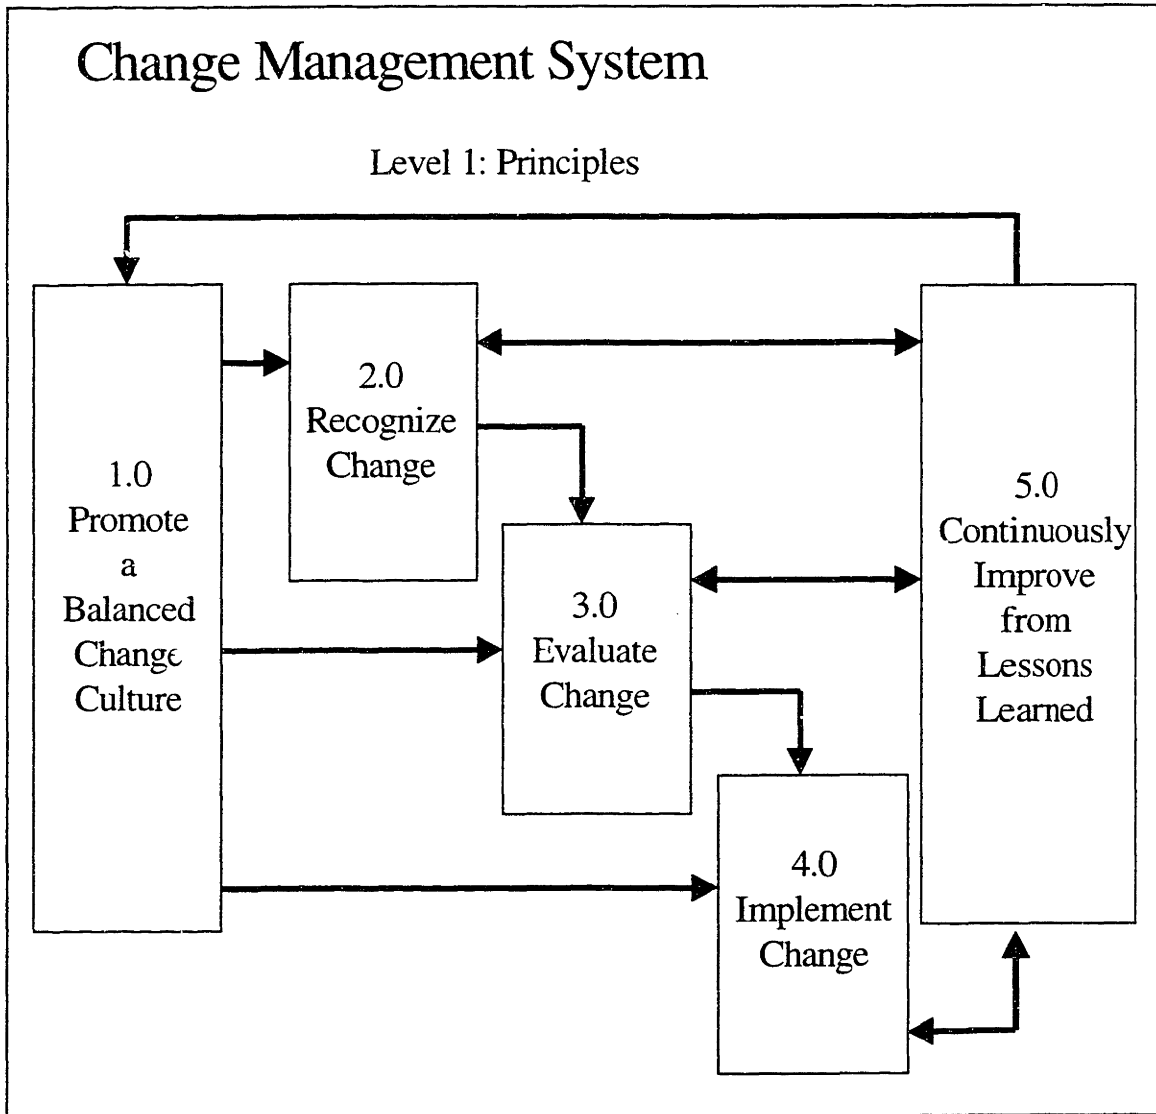 Change Management System
Level 1: Principles
1.0
Promote
a
Balanced
Change
Culture
2.0
Recognize
Change
3.0
Evaluate
Change
4.0
Implement
Change
5.0
Continuously
Improve
from
Lessons
Learned